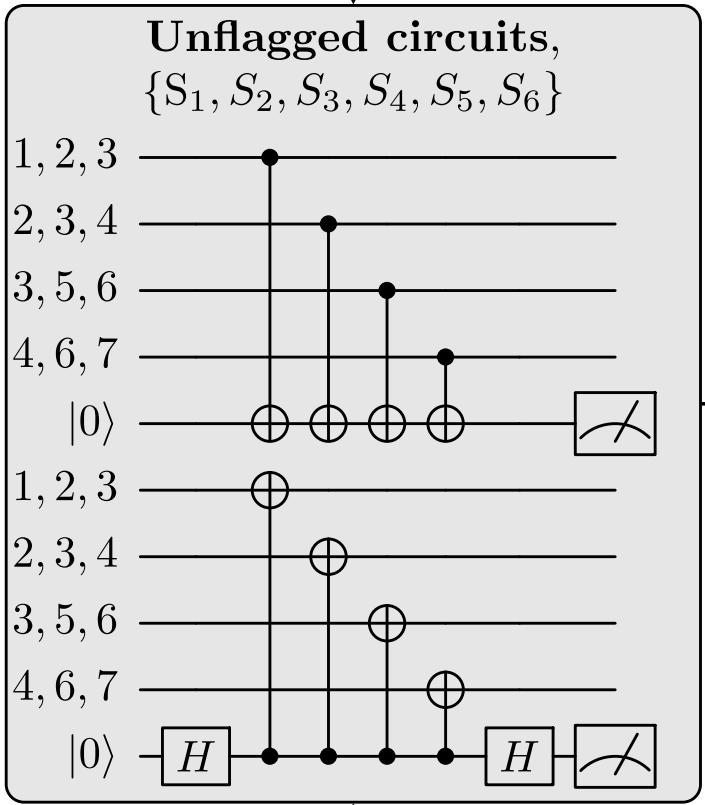 Unflagged circuits,
{S₁, S₂, S₃, S₄, S₅, S₆}
1, 2, 3
2, 3, 4
3, 5, 6
4, 6, 7
|0⟩
1, 2, 3
2, 3, 4
3, 5, 6
4, 6, 7
|0⟩ H H